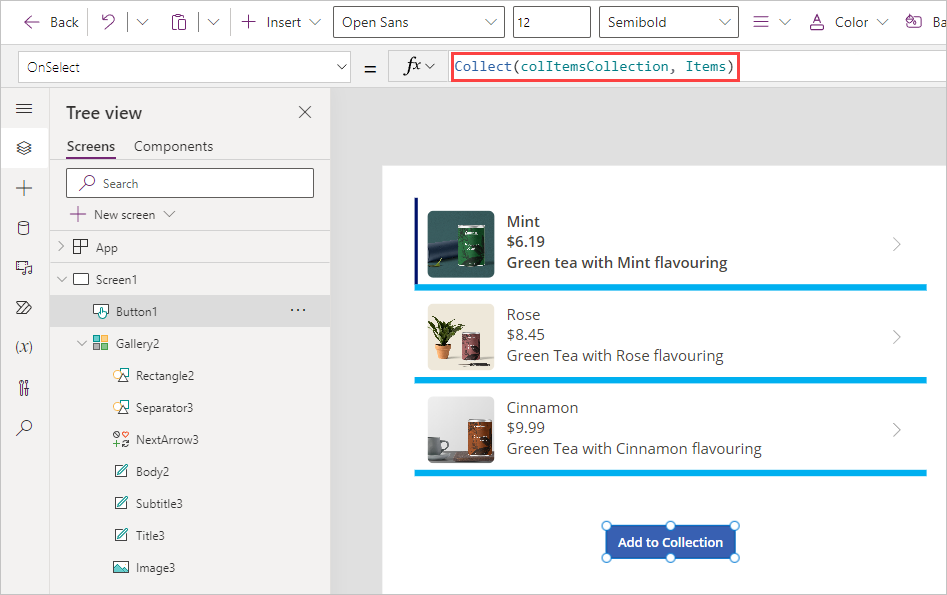 Back
Insert
Open Sans
12
Semibold
Color
Ba
OnSelect
=
fx
Collect(colItemsCollection, Items)
Tree view
Screens
Components
Search
New screen
App
Screen1
Button1
...
Gallery2
Rectangle2
Separator3
NextArrow3
Body2
Subtitle3
Title3
Image3
(x)
Mint
$6.19
Green tea with Mint flavouring
Rose
$8.45
Green Tea with Rose flavouring
Cinnamon
$9.99
Green Tea with Cinnamon flavouring
Add to Collection